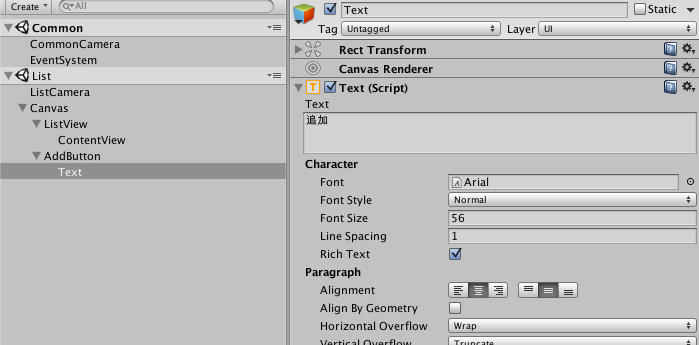 Create
All
Common
CommonCamera
EventSystem
List
ListCamera
Canvas
ListView
ContentView
AddButton
Text
Text
Static
Tag
Untagged
Layer
UI
Rect Transform
Canvas Renderer
T
Text (Script)
Text
追加
Character
Font
Arial
Font Style
Normal
Font Size
56
Line Spacing
1
Rich Text
Paragraph
Alignment
Align By Geometry
Horizontal Overflow
Wrap
Vertical Overflow
Truncate